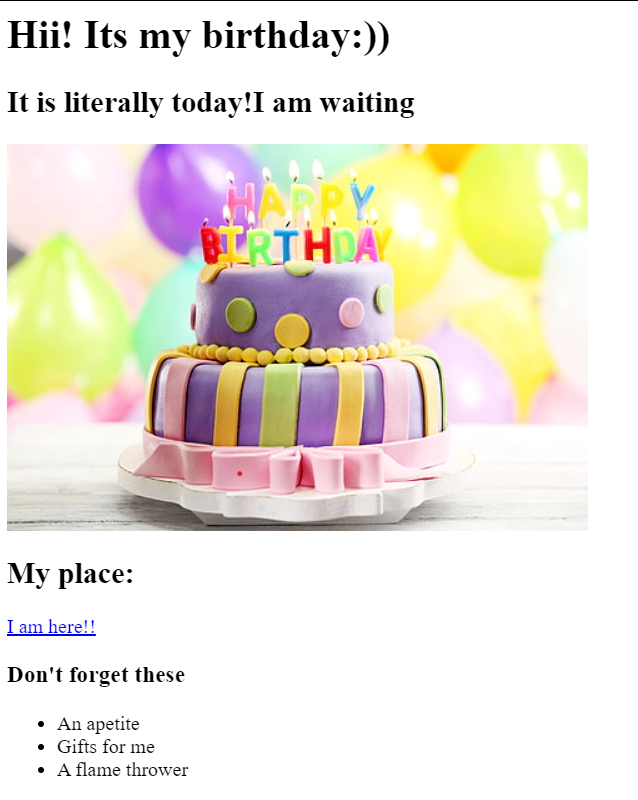 Hii! Its my birthday:))
It is literally today!I am waiting
HAPPY
BIRTHDAY
My place:
I am here!!
Don't forget these
An apetite
Gifts for me
A flame thrower